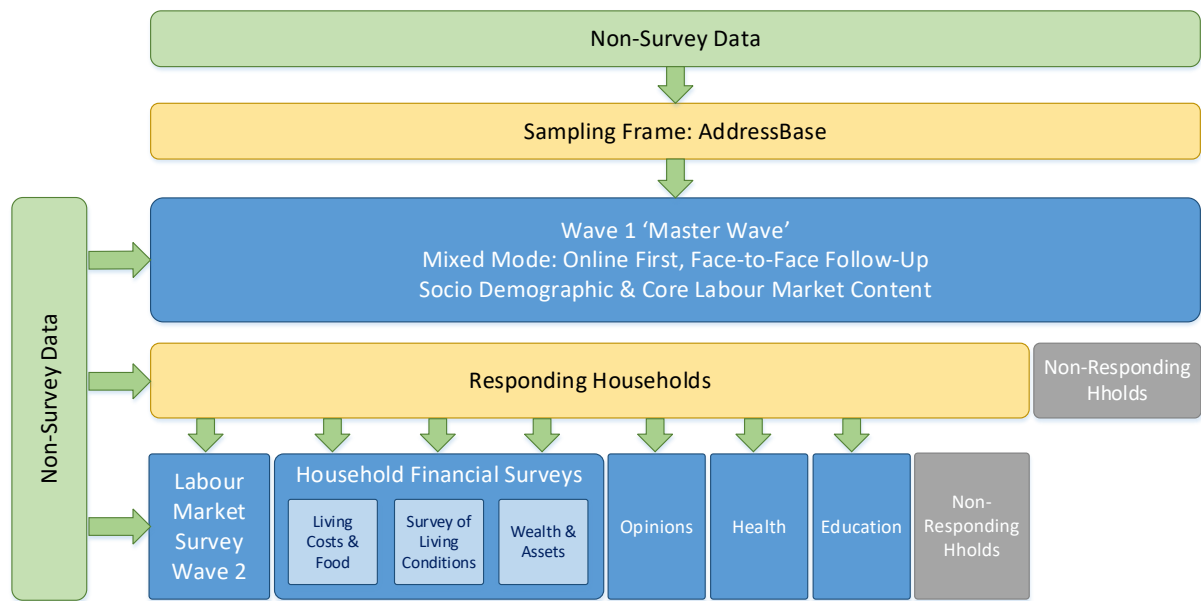 Non-Survey Data
Sampling Frame: AddressBase
Wave 1 ‘Master Wave’
Mixed Mode: Online First, Face-to-Face Follow-Up
Socio Demographic & Core Labour Market Content
Non-Survey Data
Responding Households
Non-Responding
Hholds
Labour
Market
Survey
Wave 2
Household Financial Surveys
Living
Costs &
Food
Survey of
Living
Conditions
Wealth &
Assets
Opinions
Health
Education
Non-
Responding
Hholds